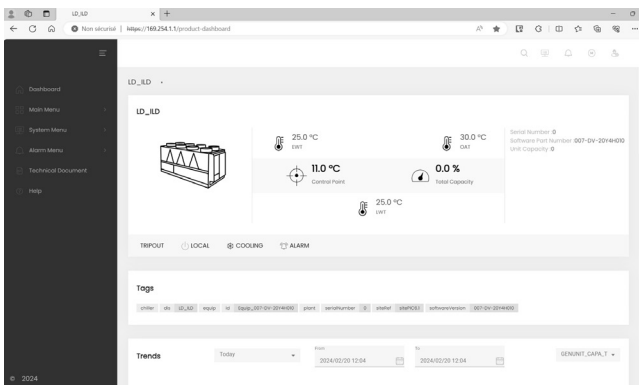 LD_ILD
Non sécurisé https://169.254.1.1/product-dashboard
LD_ILD
Dashboard
Main Menu
System Menu
Alarm Menu
Technical Document
Help
© 2024
LD_ILD
25.0 °C
EWT
30.0 °C
OAT
11.0 °C
Control Point
0.0 %
Total Capacity
25.0 °C
LWT
Serial Number :0
Software Part Number :007-DV-20Y4H010
Unit Capacity :0
TRIPOUT LOCAL COOLING ALARM
Tags
chiller dis LD_ILD equip id Equip_007-DV-20Y4H010 plant serialNumber 0 siteRef softwareVersion 007-DV-20Y4H010
Trends
Today
From
2024/02/20 12:04
To
2024/02/20 12:04
GENUNIT_CAPA_T